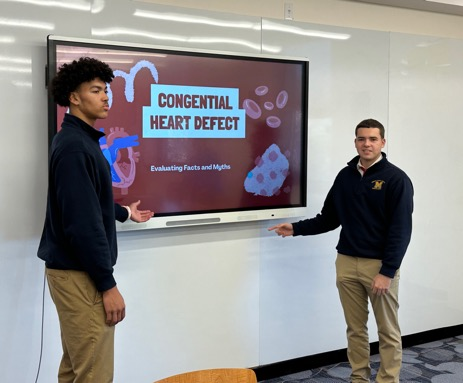 CONGENTIAL
HEART DEFECT
Evaluating Facts and Myths